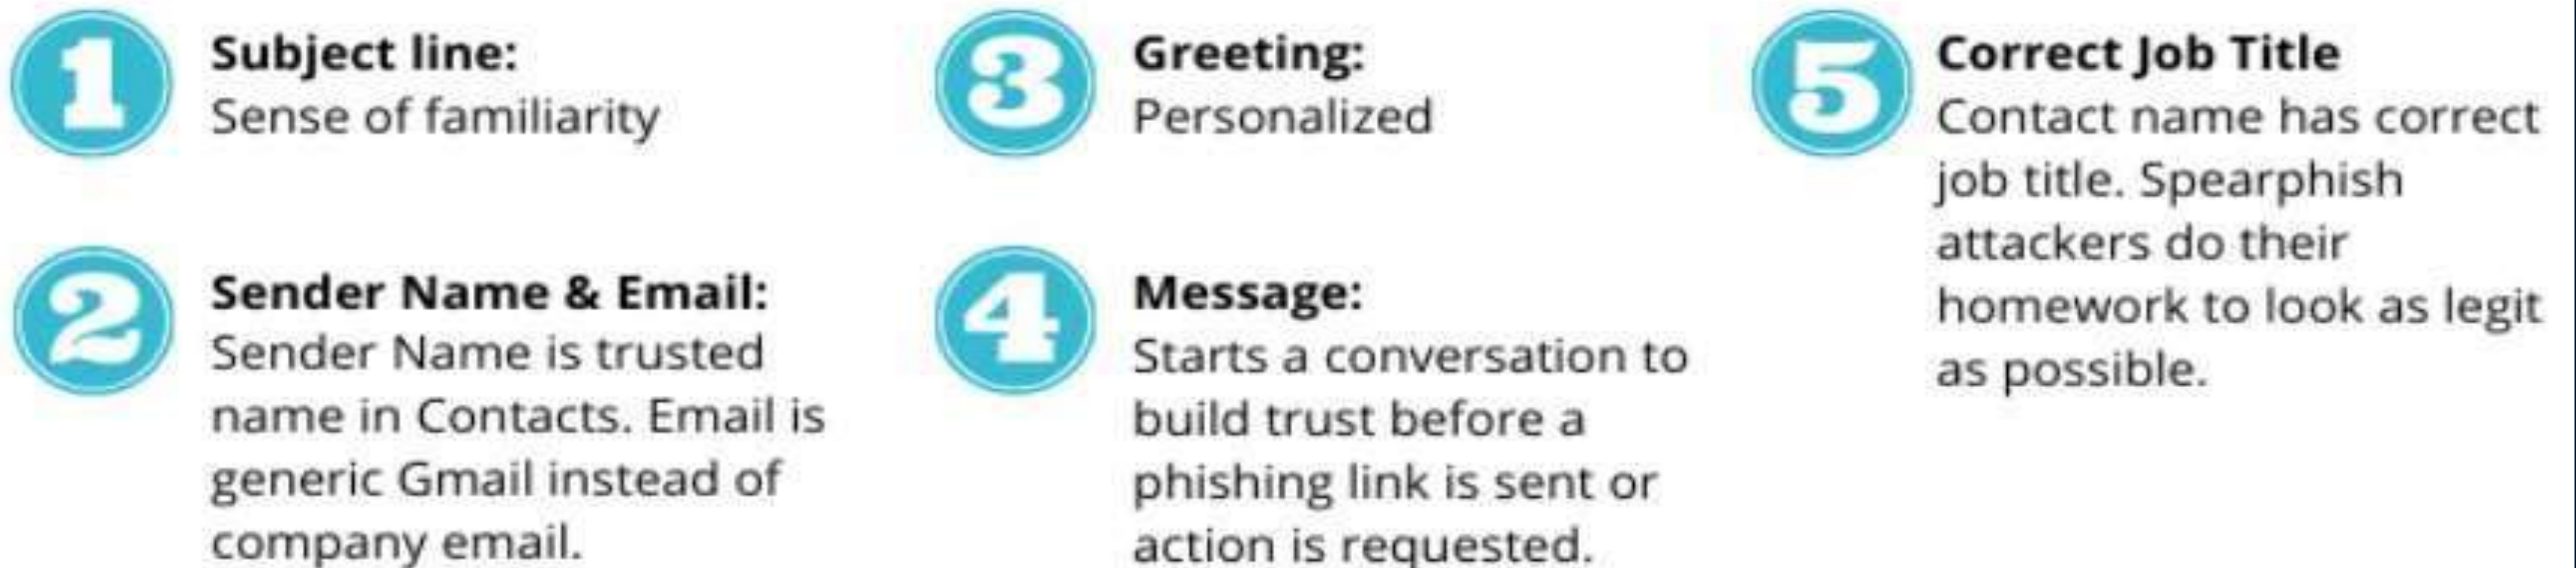 1
Subject line:
Sense of familiarity
2
Sender Name & Email:
Sender Name is trusted
name in Contacts. Email is
generic Gmail instead of
company email.
3
Greeting:
Personalized
4
Message:
Starts a conversation to
build trust before a
phishing link is sent or
action is requested.
5
Correct Job Title
Contact name has correct
job title. Spearphish
attackers do their
homework to look as legit
as possible.